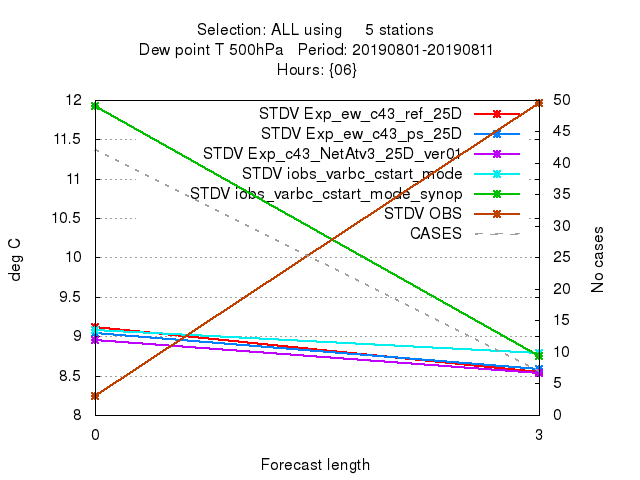 Selection: ALL using 5 stations
Dew point T 500hPa Period: 20190801-20190811
Hours: {06}
STDV Exp_ew_c43_ref_25D
STDV Exp_ew_c43_ps_25D
STDV Exp_c43_NetAtv3_25D_ver01
STDV iobs_varbc_cstart_mode
STDV iobs_varbc_cstart_mode_synop
STDV OBS
CASES
deg C
12
11.5
11
10.5
10
9.5
9
8.5
8
50
45
40
35
30
25
20
15
10
5
0
No cases
0 3
Forecast length